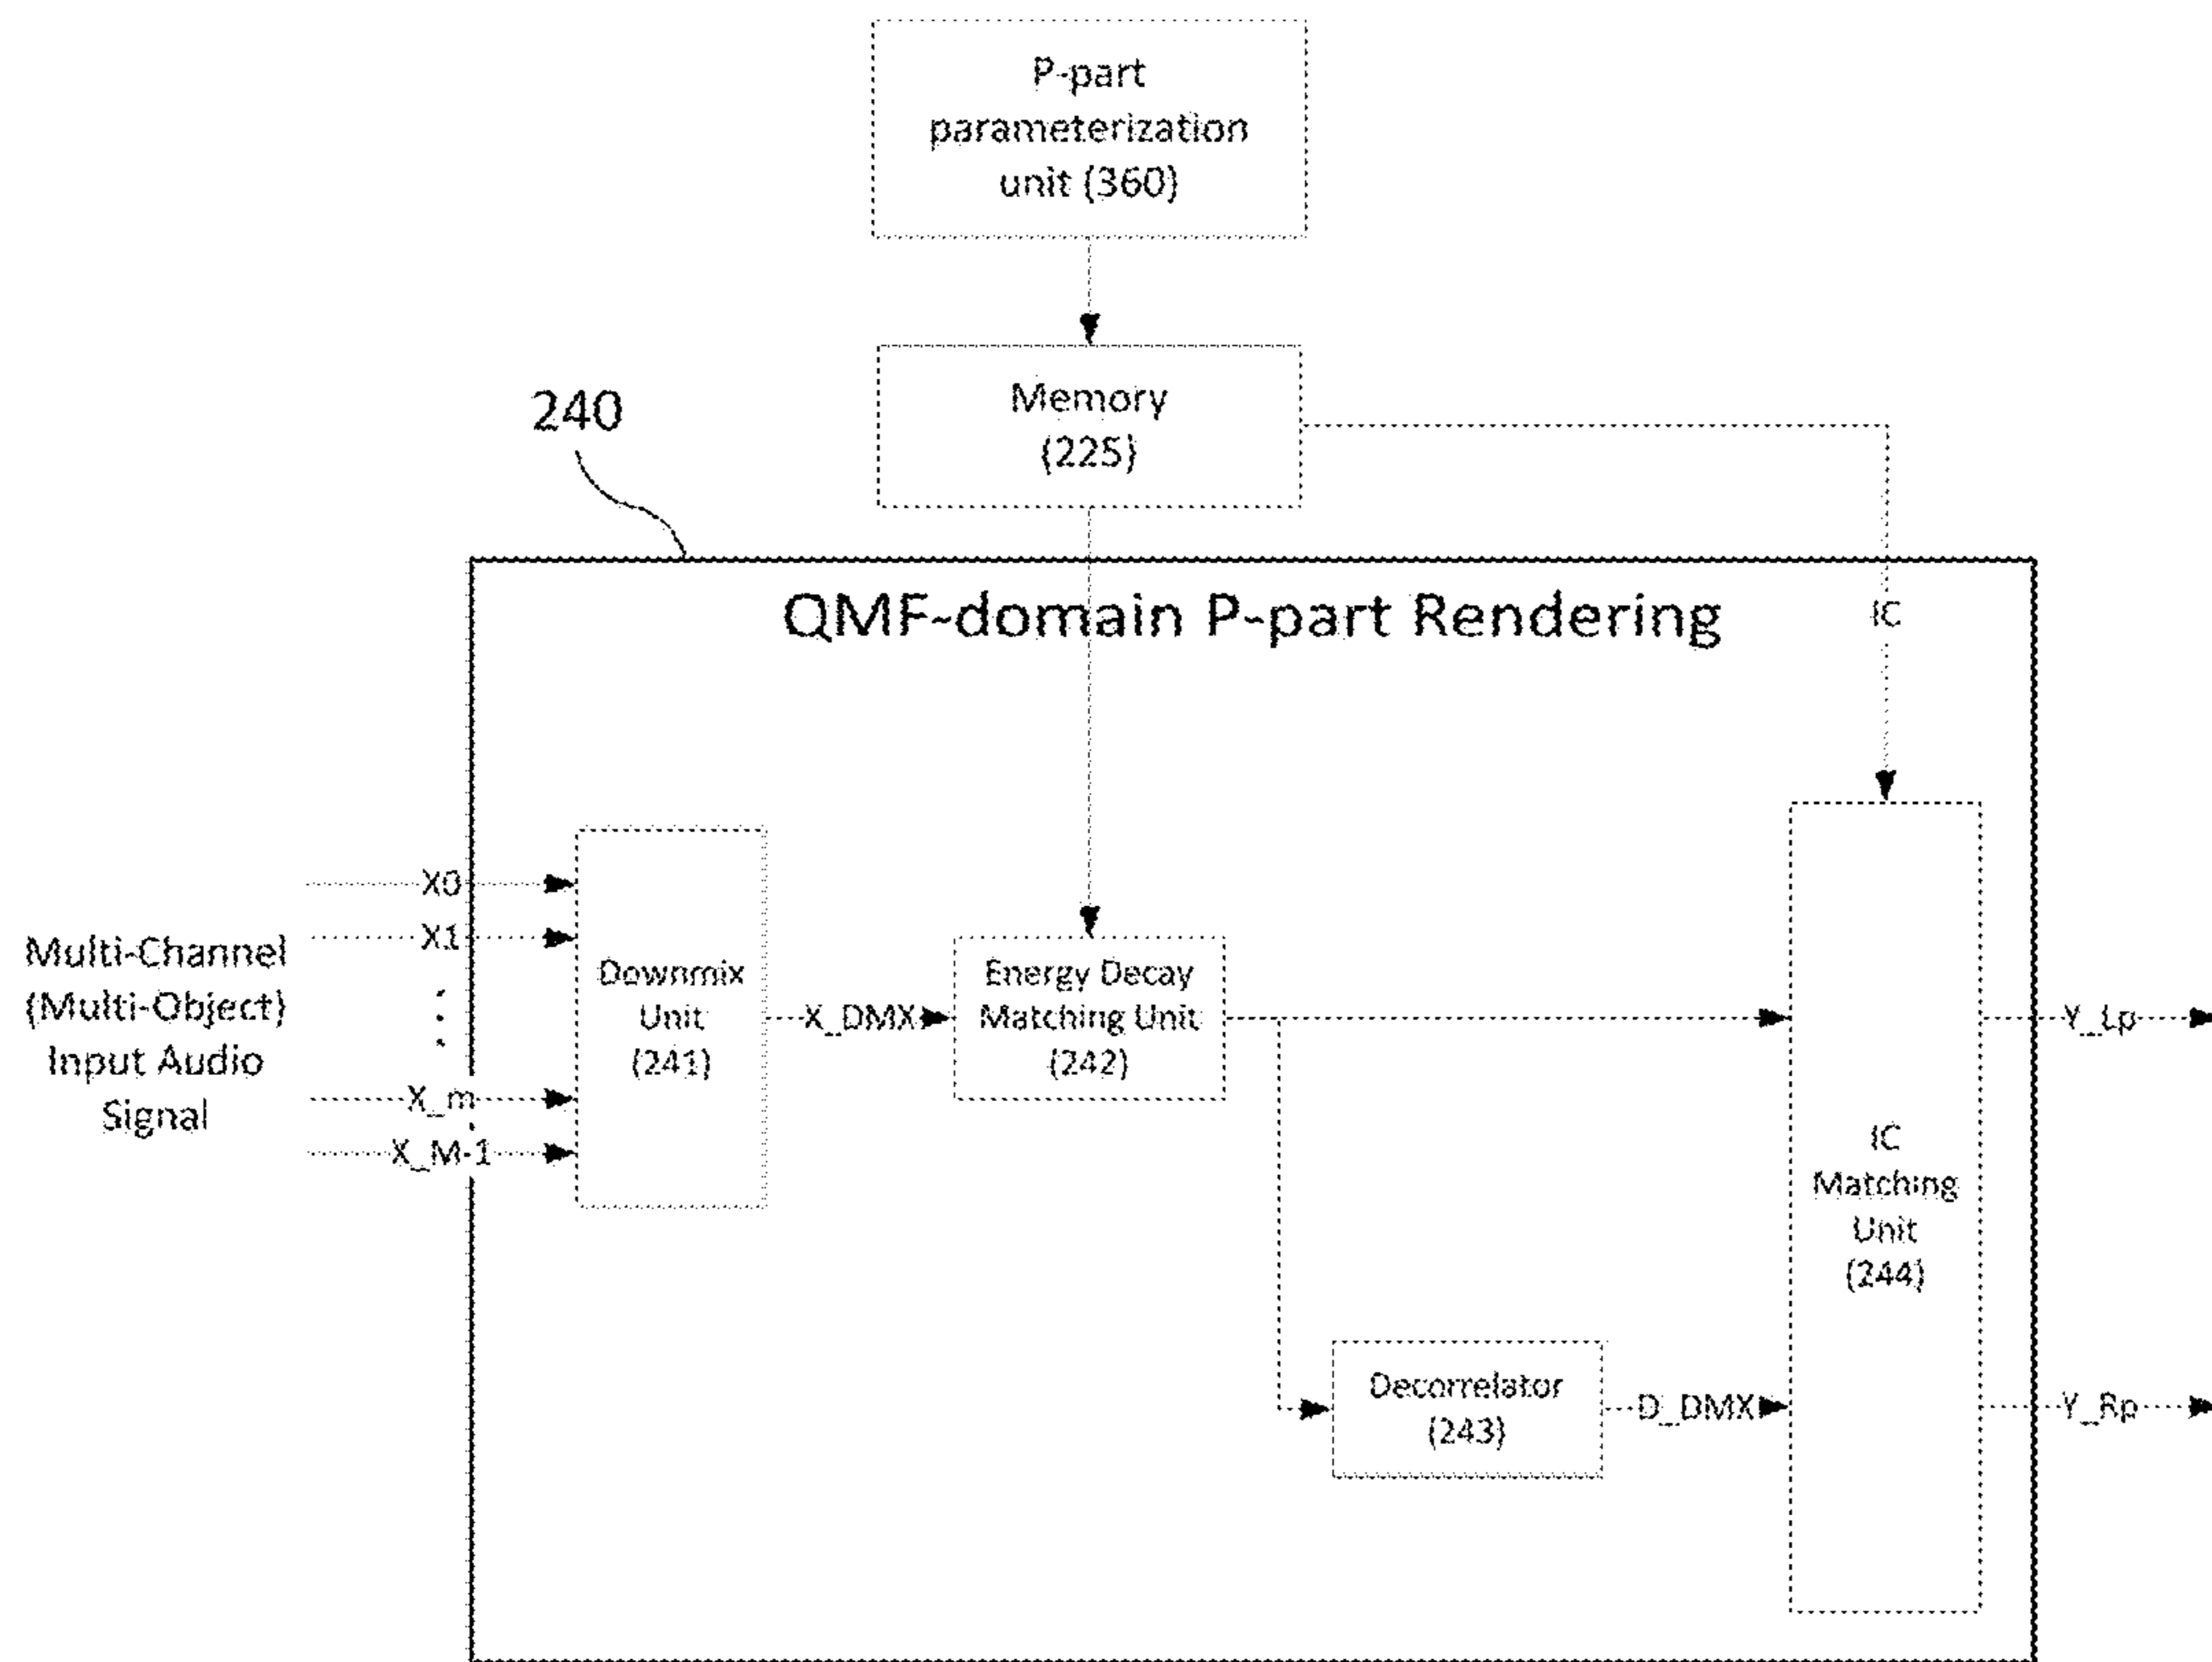 P-part
parameterization
unit (360)
Memory
(225)
240
QMF-domain P-part Rendering
IC
X0
X1
Multi-Channel
(Multi-Object)
Input Audio
Signal
X_m
X_M-1
Downmix
Unit
(241)
X_DMX
Energy Decay
Matching Unit
(242)
Decorrelator
(243)
D_DMX
IC
Matching
Unit
(244)
Y_Lp
Y_Rp